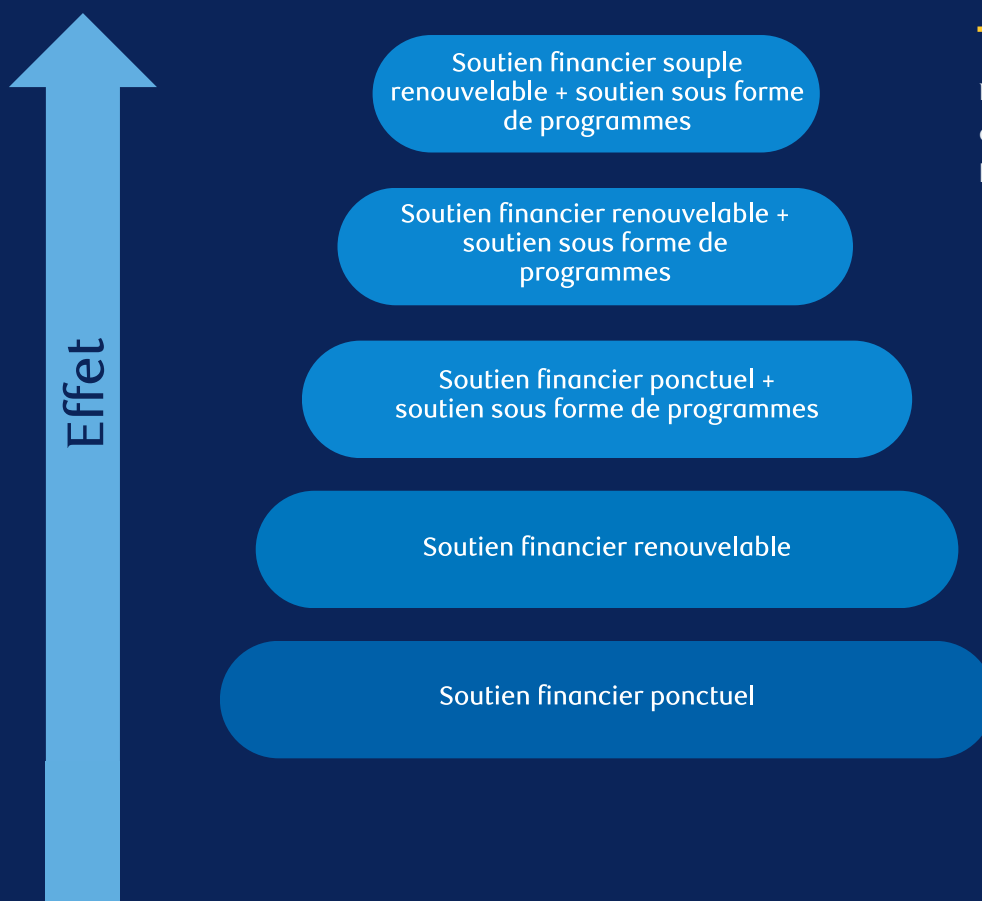 Soutien financier souple
renouvelable + soutien sous forme
de programmes
Soutien financier renouvelable +
soutien sous forme de
programmes
Effet
Soutien financier ponctuel +
soutien sous forme de programmes
Soutien financier renouvelable
Soutien financier ponctuel